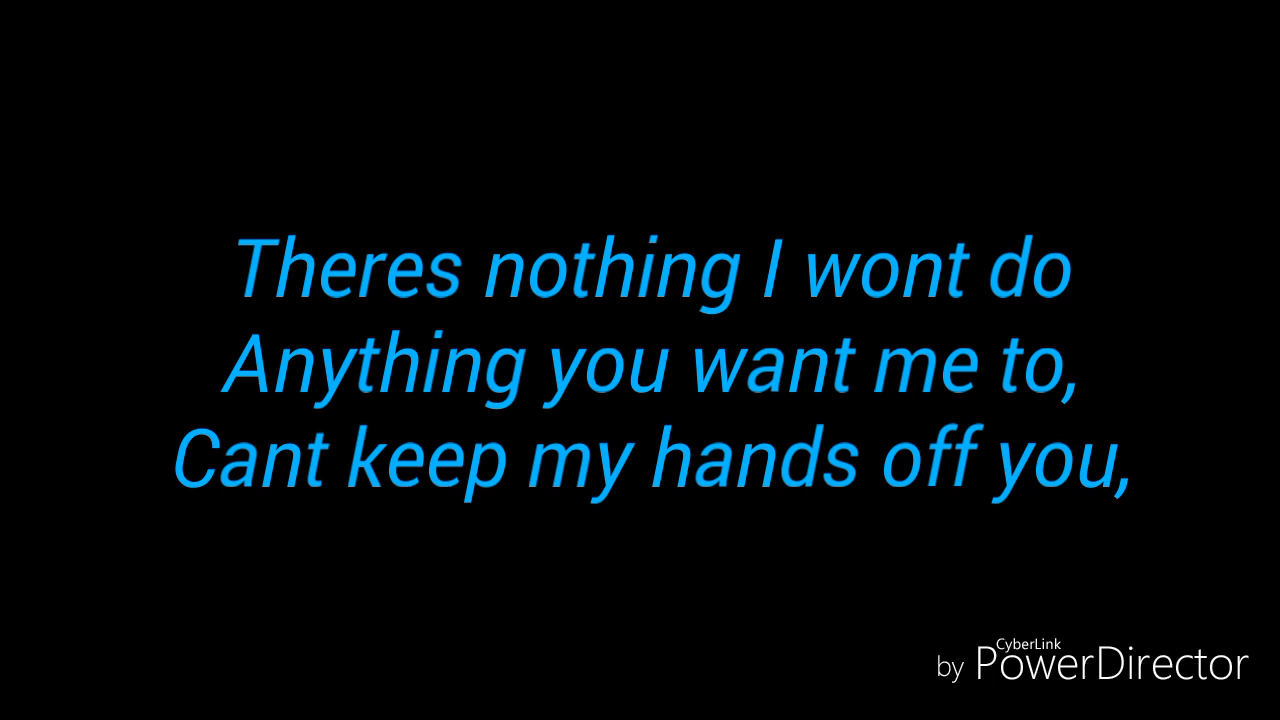 Theres nothing I wont do
Anything you want me to,
Cant keep my hands off you,
by CyberLink PowerDirector